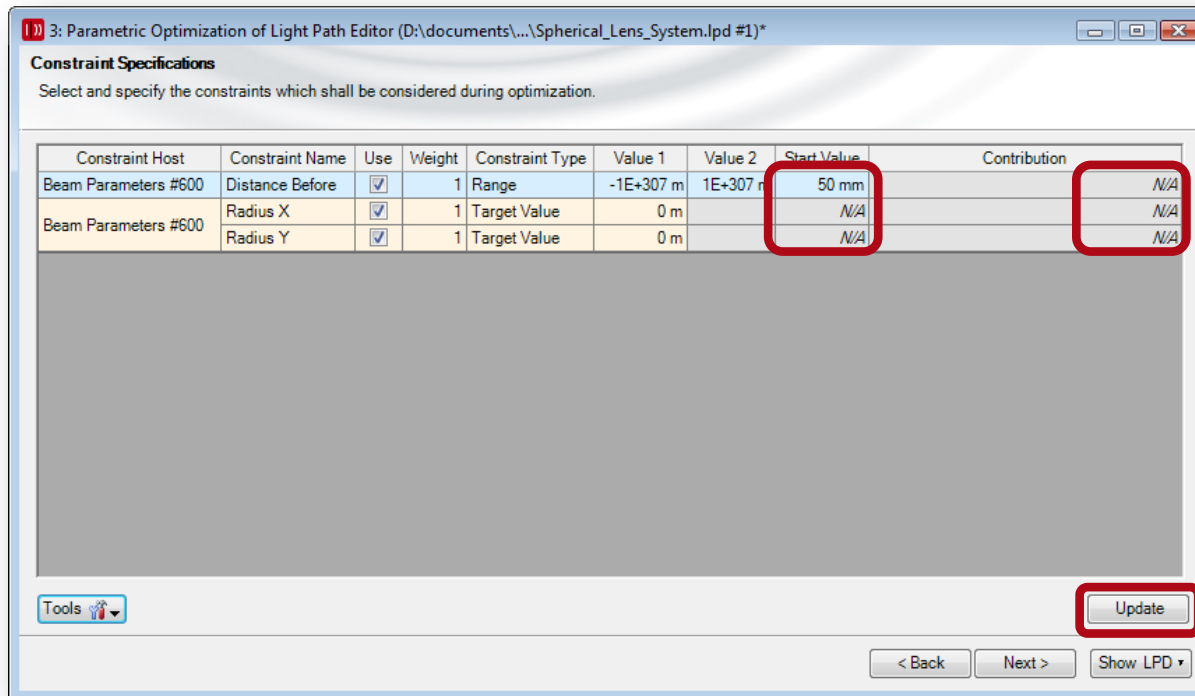 3: Parametric Optimization of Light Path Editor (D:\documents\...\Spherical_Lens_System.lpd #1)*
Constraint Specifications
Select and specify the constraints which shall be considered during optimization.
Constraint Host Constraint Name Use Weight Constraint Type Value 1 Value 2 Start Value Contribution
Beam Parameters #600 Distance Before 1 Range -1E+307 m 1E+307 m 50 mm N/A
Beam Parameters #600 Radius X 1 Target Value 0 m N/A N/A
Radius Y 1 Target Value 0 m N/A N/A
Tools Update
< Back Next > Show LPD